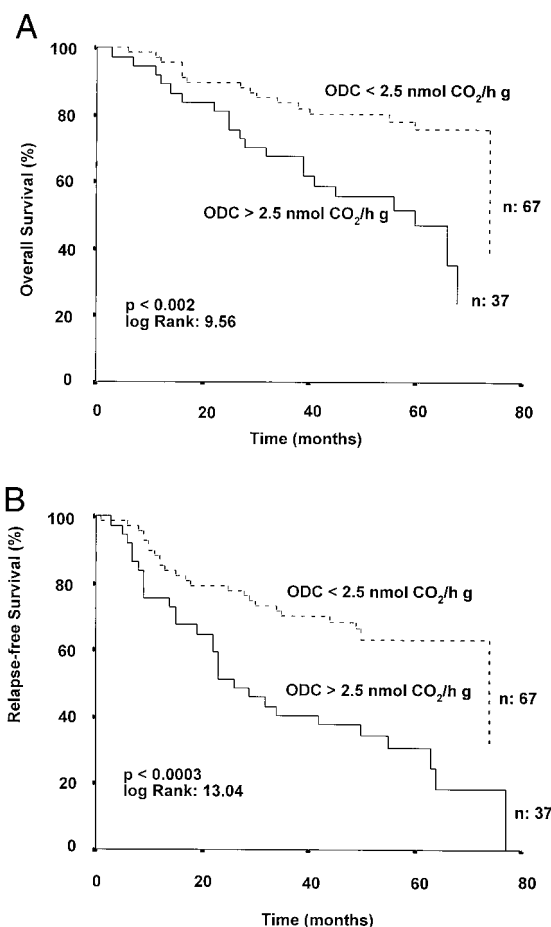 A
100
80
60
40
20
0
Overall Survival (%)
ODC < 2.5 nmol CO2/h g
ODC > 2.5 nmol CO2/h g
n: 67
n: 37
p < 0.002
log Rank: 9.56
0 20 40 60 80
Time (months)
B
100
80
60
40
20
0
Relapse-free Survival (%)
ODC < 2.5 nmol CO2/h g
ODC > 2.5 nmol CO2/h g
n: 67
n: 37
p < 0.0003
log Rank: 13.04
0 20 40 60 80
Time (months)